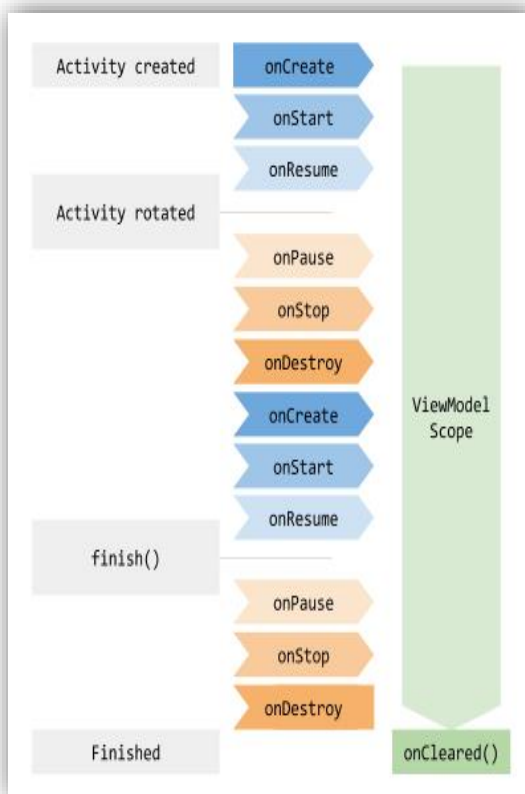 Activity created
onCreate
onStart
onResume
Activity rotated
onPause
onStop
onDestroy
onCreate
onStart
onResume
finish()
onPause
onStop
onDestroy
Finished
ViewModel
Scope
onCleared()